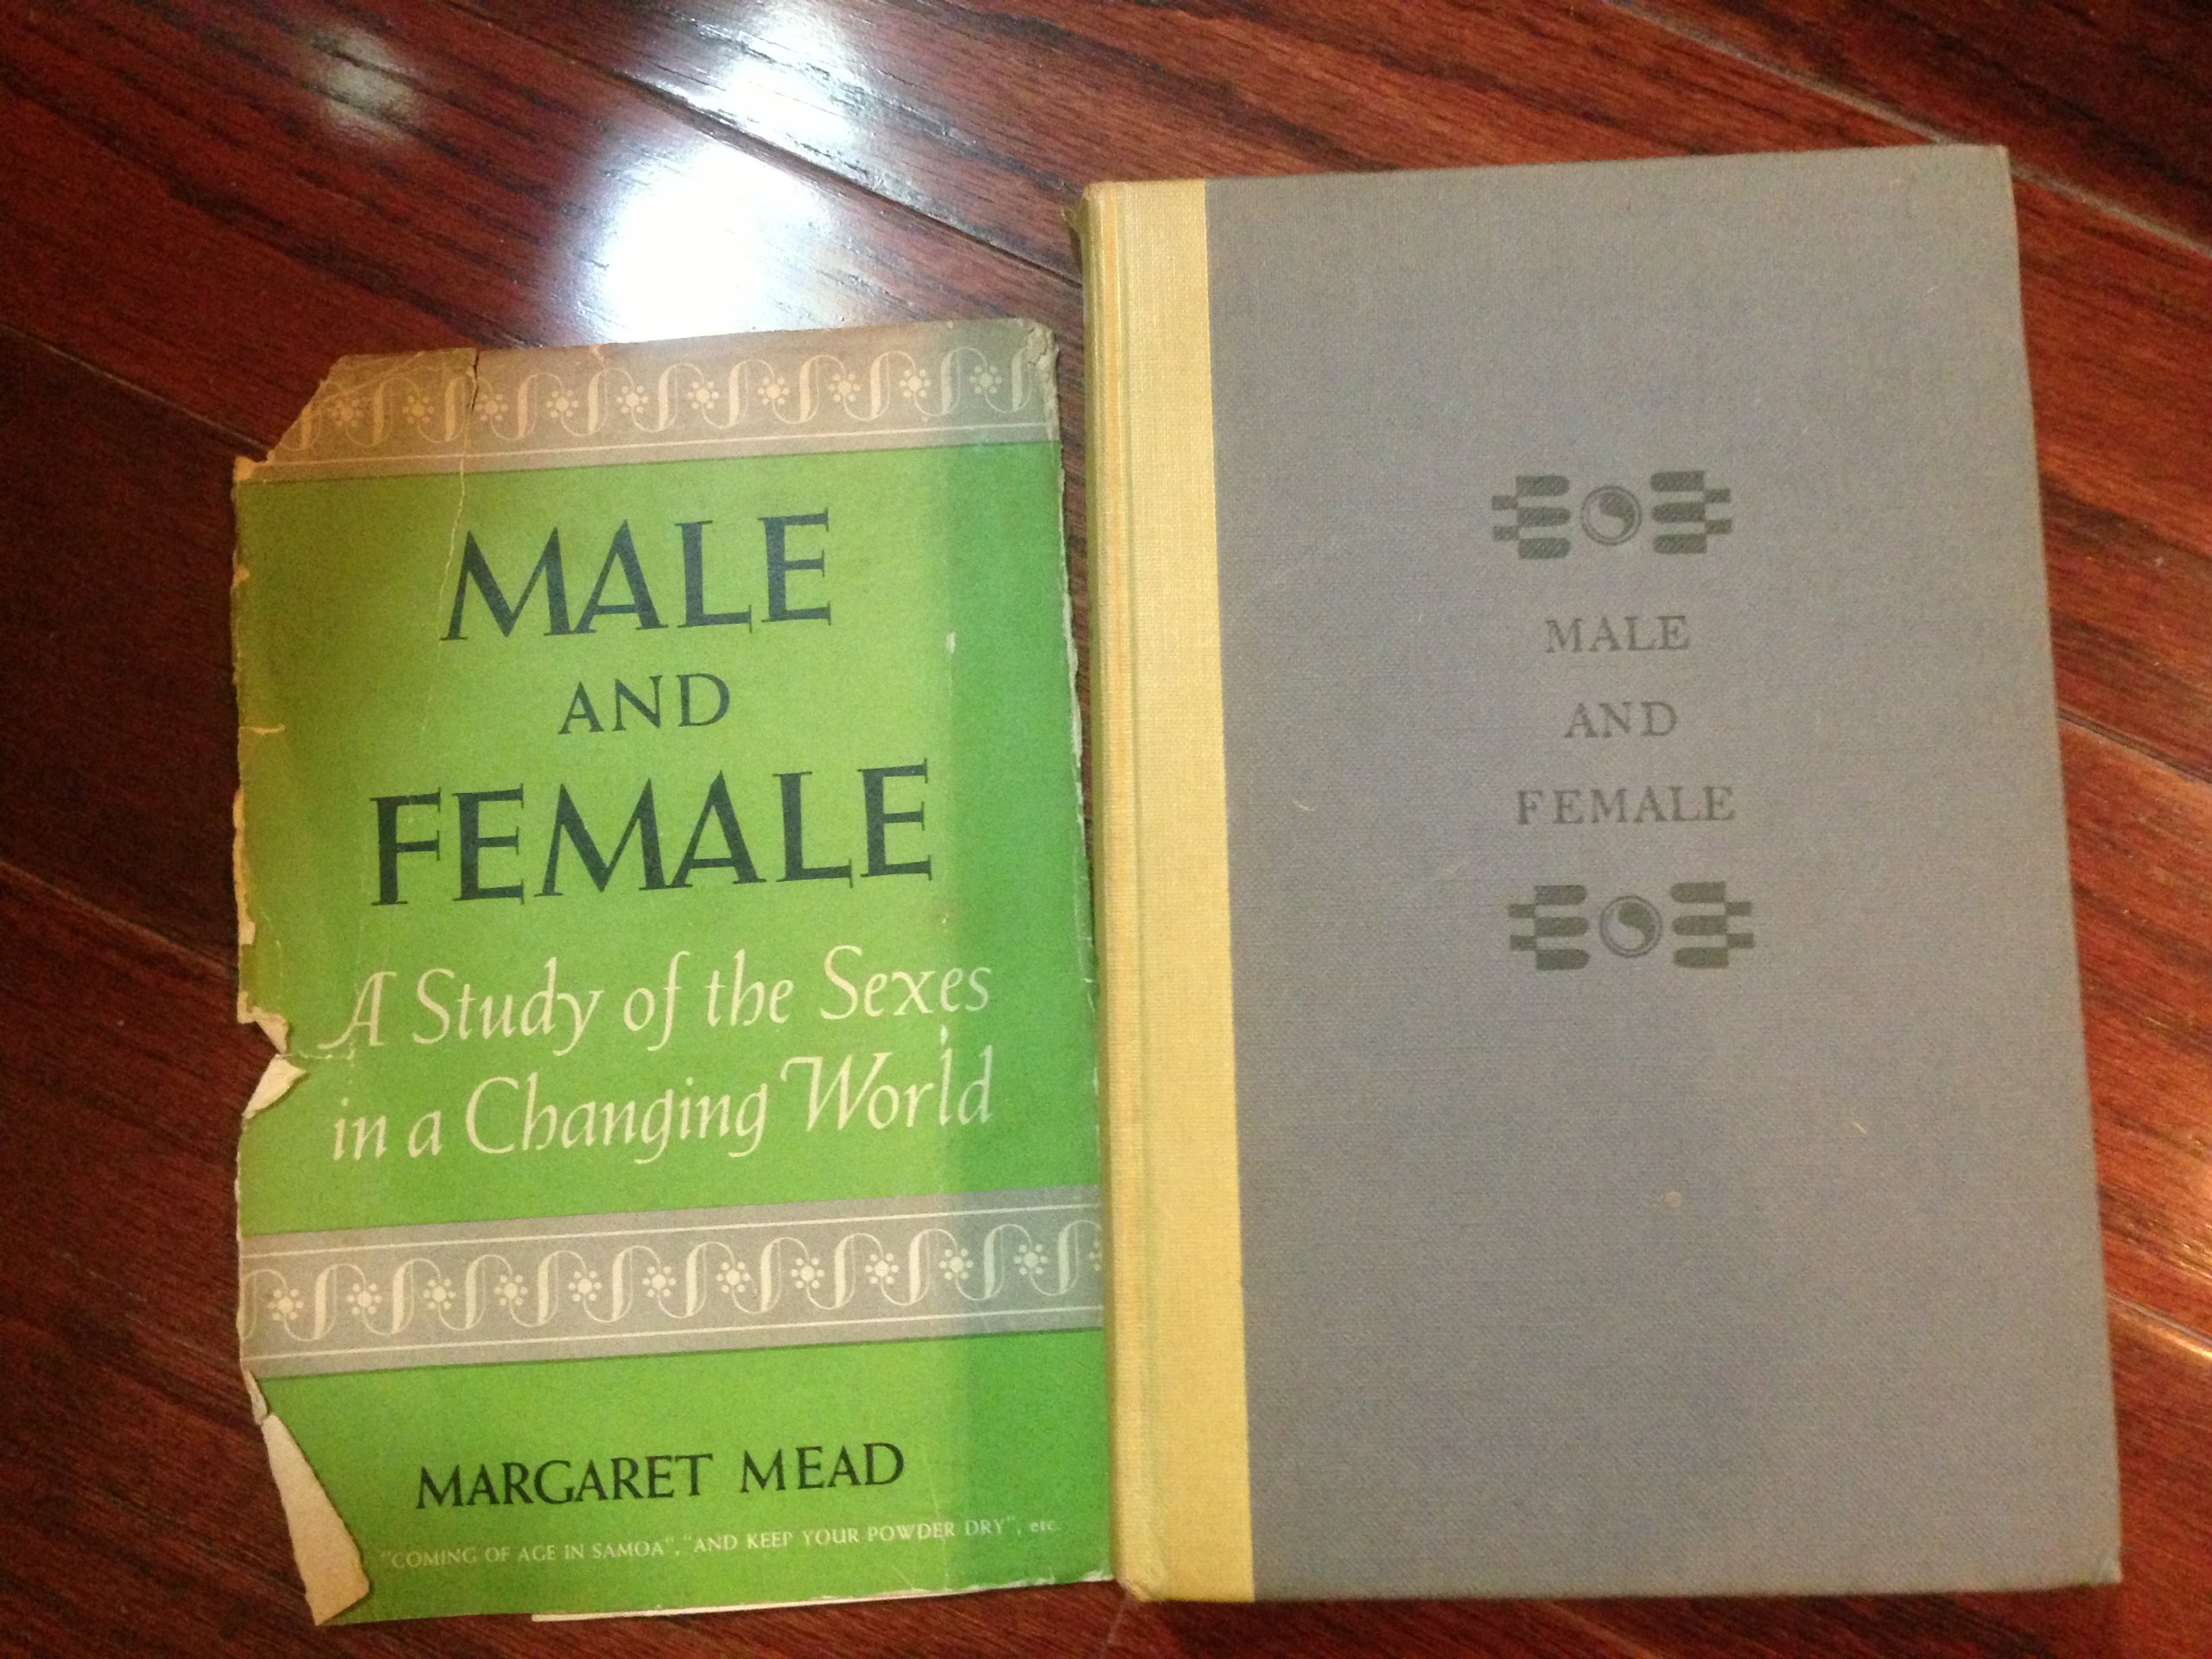 MALE
AND
FEMALE
A Study of the Sexes
in a Changing World
MARGARET MEAD
"COMING OF AGE IN SAMOA", "AND KEEP YOUR POWDER DRY", etc.
MALE
AND
FEMALE